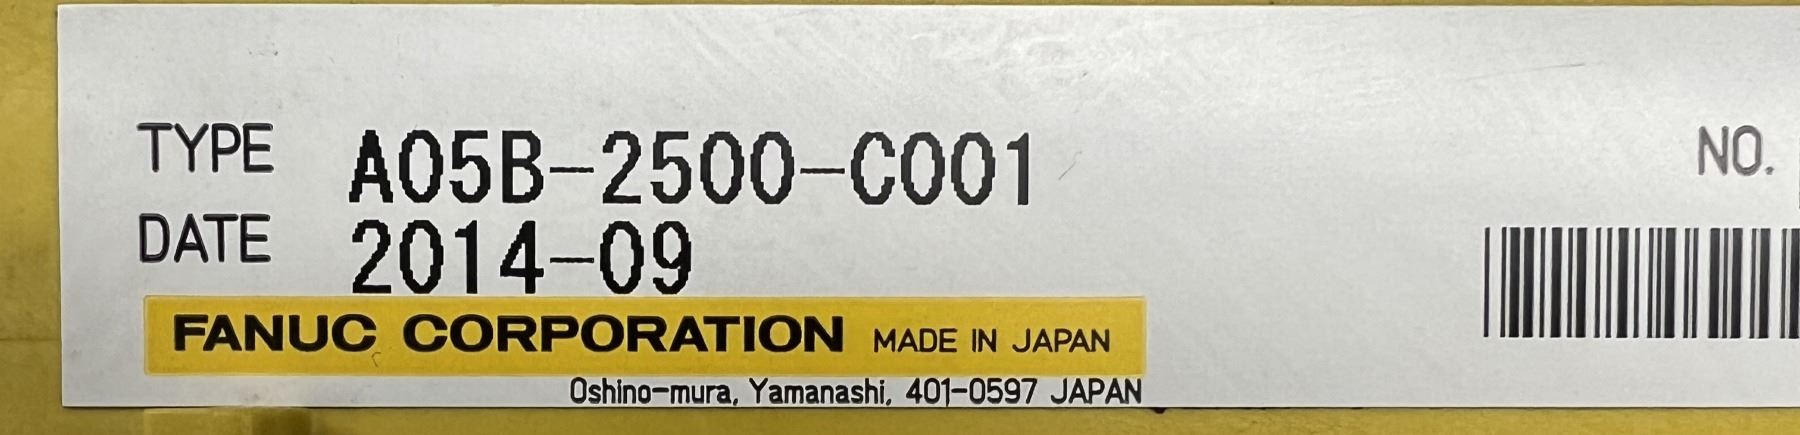 TYPE A05B-2500-C001 NO.
DATE 2014-09
FANUC CORPORATION MADE IN JAPAN
Oshino-mura, Yamanashi, 401-0597 JAPAN